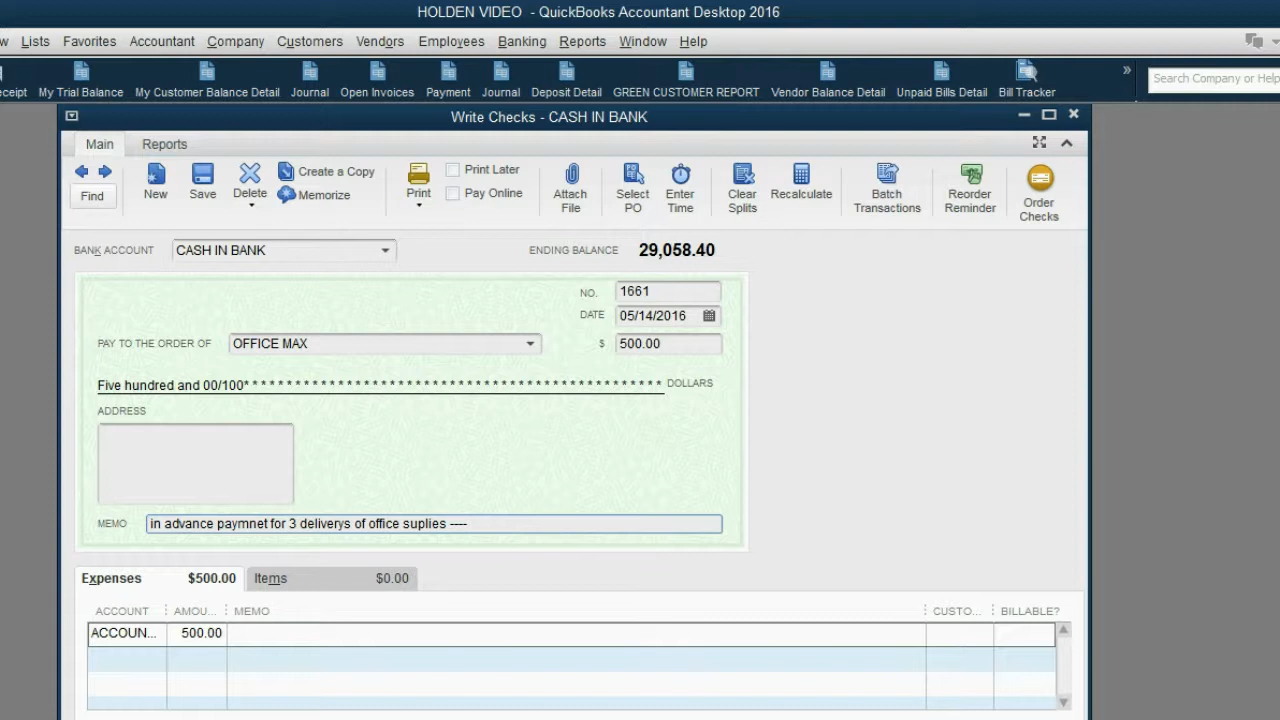 HOLDEN VIDEO - QuickBooks Accountant Desktop 2016
w Lists Favorites Accountant Company Customers Vendors Employees Banking Reports Window Help
eceipt My Trial Balance My Customer Balance Detail Journal Open Invoices Payment Journal Deposit Detail GREEN CUSTOMER REPORT Vendor Balance Detail Unpaid Bills Detail Bill Tracker » Search Company or Help
Write Checks - CASH IN BANK
Main Reports
Find New Save Delete Create a Copy Memorize Print Print Later Pay Online Attach File Select PO Enter Time Clear Splits Recalculate Batch Transactions Reorder Reminder Order Checks
BANK ACCOUNT CASH IN BANK ENDING BALANCE 29,058.40
NO. 1661
DATE 05/14/2016
PAY TO THE ORDER OF OFFICE MAX $ 500.00
Five hundred and 00/100* * * * * * * * * * * * * * * * * * * * * * * * * * * * * * * * * * * * * * * * * * * * * * * * * DOLLARS
ADDRESS
MEMO in advance paymnet for 3 deliverys of office suplies ----
Expenses $500.00 Items $0.00
ACCOUNT AMOU... MEMO CUSTO... BILLABLE?
ACCOUN... 500.00